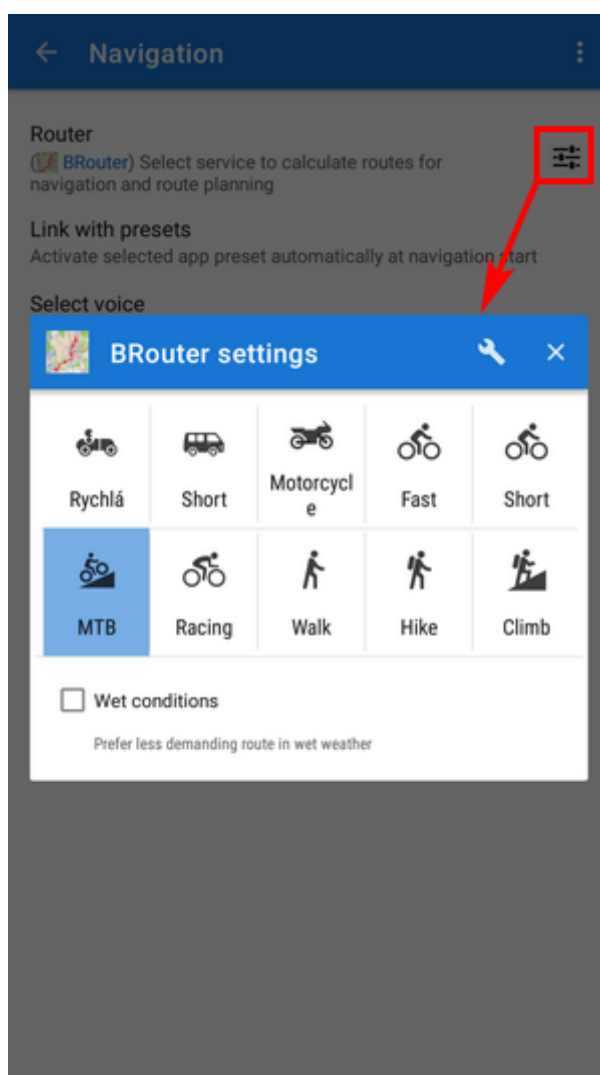 Navigation
Router
(BRouter) Select service to calculate routes for
navigation and route planning
Link with presets
Activate selected app preset automatically at navigation start
Select voice
BRouter settings
Rychlá
Short
Motorcycl
e
Fast
Short
MTB
Racing
Walk
Hike
Climb
Wet conditions
Prefer less demanding route in wet weather